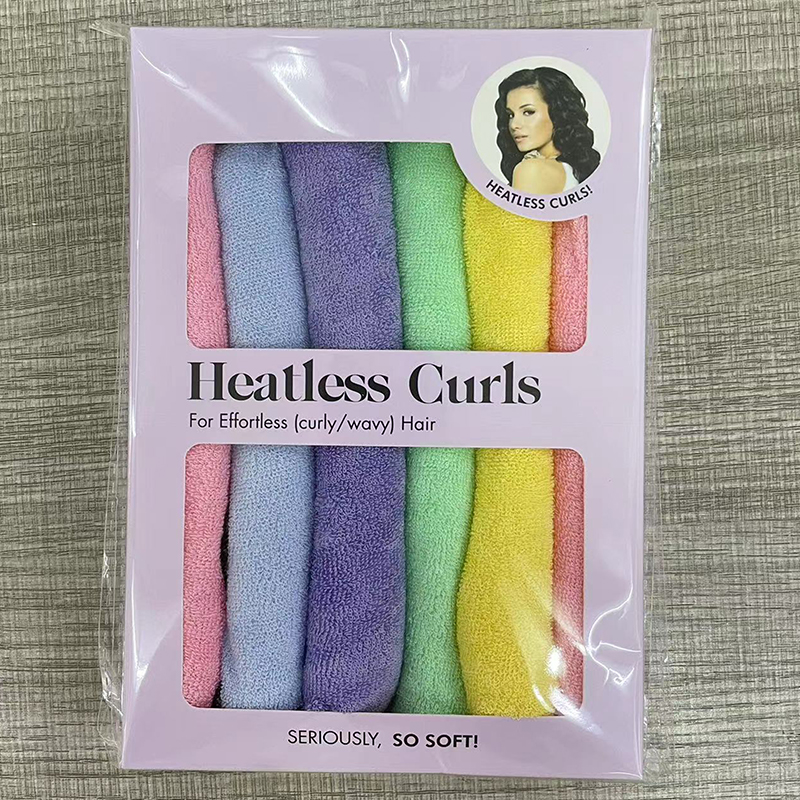 HEATLESS CURLS!
Heatless Curls
For Effortless (curly/wavy) Hair
SERIOUSLY, SO SOFT!